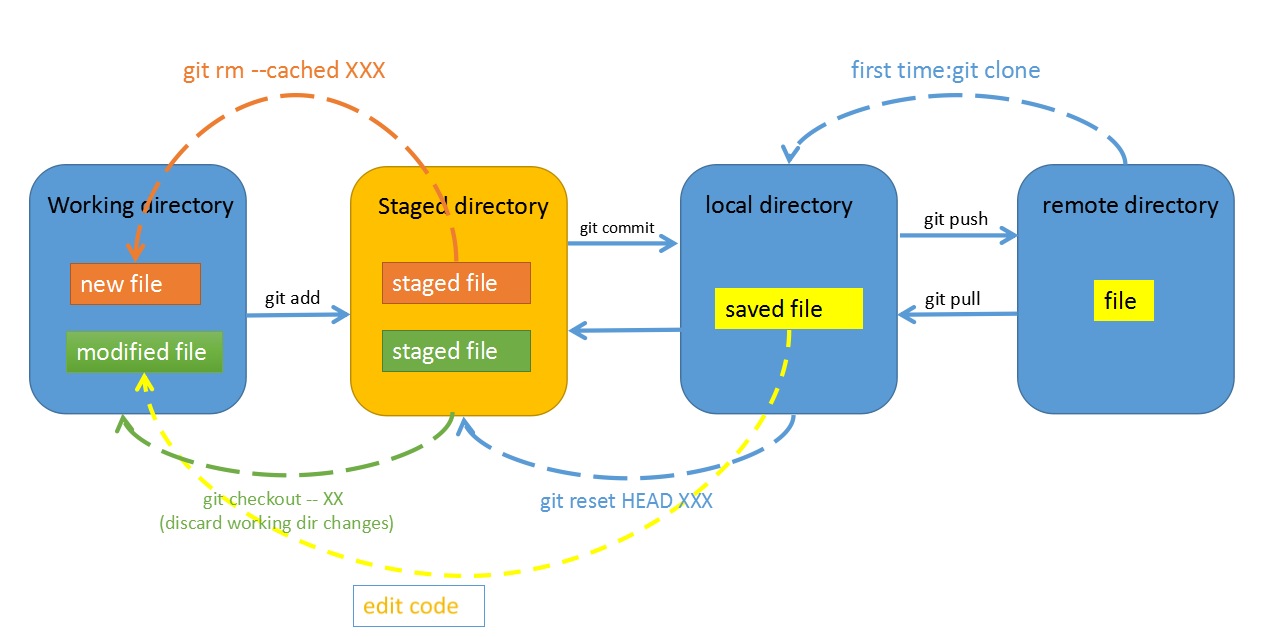 git rm --cached XXX
first time:git clone
Working directory
Staged directory
local directory
remote directory
git commit
git push
new file
staged file
git add
saved file
git pull
file
modified file
staged file
git checkout -- XX
(discard working dir changes)
git reset HEAD XXX
edit code